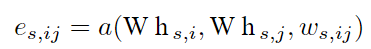 e_{s,ij} = a(W h_{s,i}, W h_{s,j}, w_{s,ij})